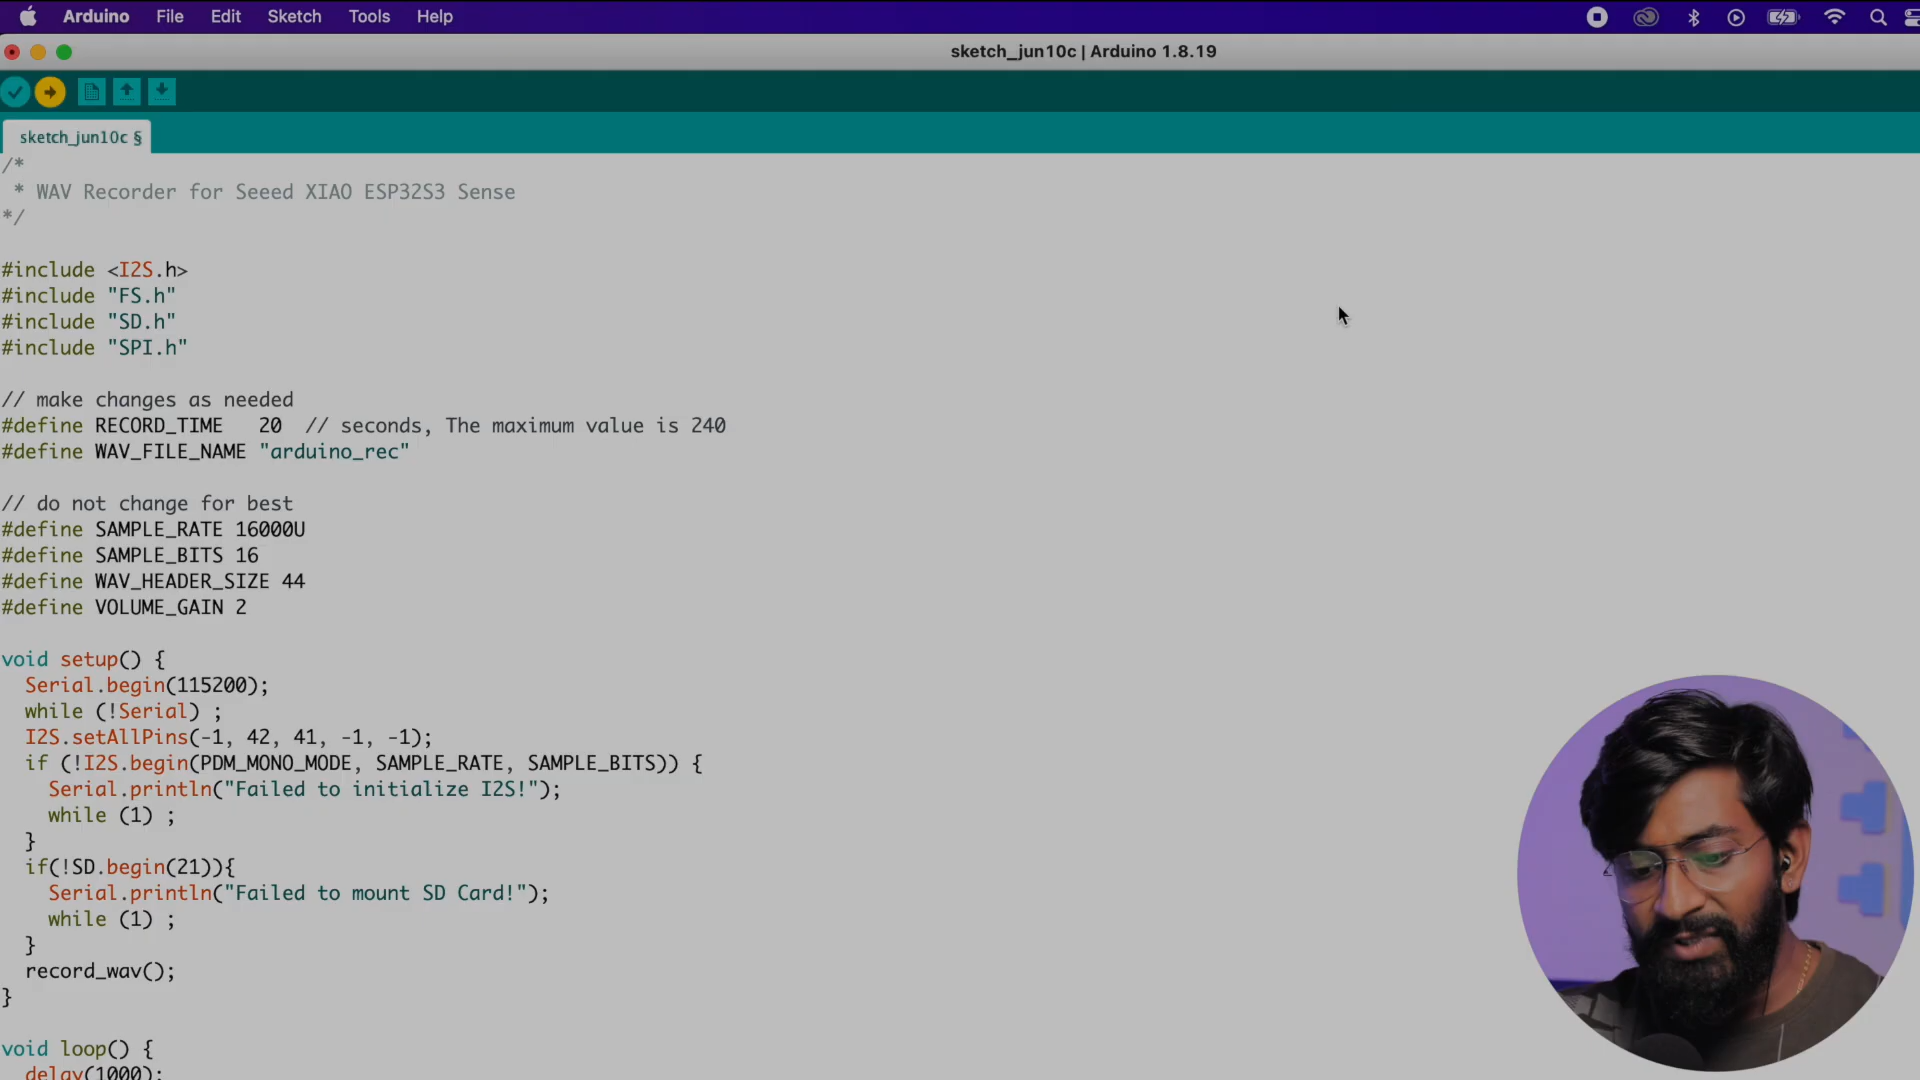 Arduino File Edit Sketch Tools Help
sketch_jun10c | Arduino 1.8.19
sketch_jun10c §
/*
* WAV Recorder for Seeed XIAO ESP32S3 Sense
*/
#include <I2S.h>
#include "FS.h"
#include "SD.h"
#include "SPI.h"
// make changes as needed
#define RECORD_TIME 20 // seconds, The maximum value is 240
#define WAV_FILE_NAME "arduino_rec"
// do not change for best
#define SAMPLE_RATE 16000U
#define SAMPLE_BITS 16
#define WAV_HEADER_SIZE 44
#define VOLUME_GAIN 2
void setup() {
Serial.begin(115200);
while (!Serial) ;
I2S.setAllPins(-1, 42, 41, -1, -1);
if (!I2S.begin(PDM_MONO_MODE, SAMPLE_RATE, SAMPLE_BITS)) {
Serial.println("Failed to initialize I2S!");
while (1) ;
}
if(!SD.begin(21)){
Serial.println("Failed to mount SD Card!");
while (1) ;
}
record_wav();
}
void loop() {
delay(1000);